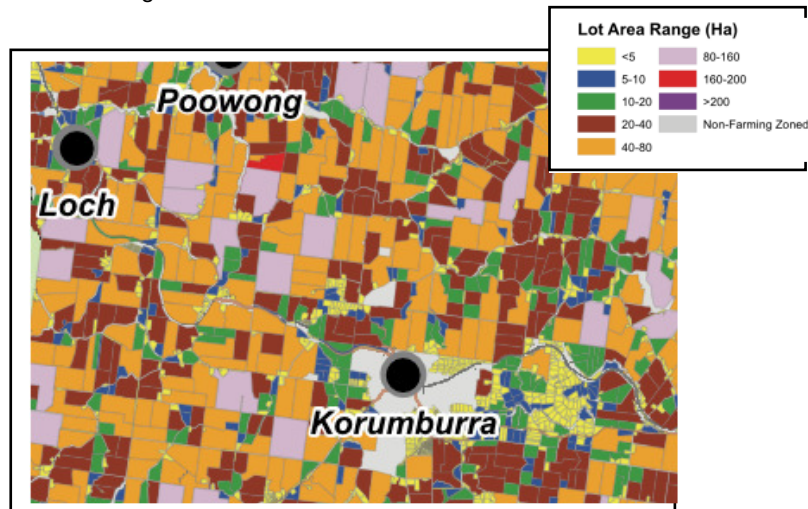 Lot Area Range (Ha)
<5
5-10
10-20
20-40
40-80
80-160
160-200
>200
Non-Farming Zoned
Poowong
Loch
Korumburra